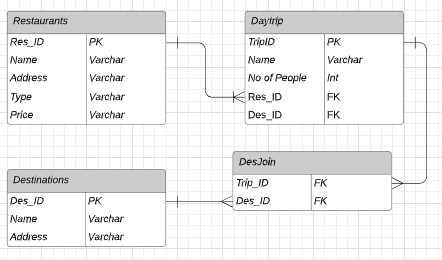 Restaurants
Res_ID PK
Name Varchar
Address Varchar
Type Varchar
Price Varchar
Daytrip
TripID PK
Name Varchar
No of People Int
Res_ID FK
Des_ID FK
Destinations
Des_ID PK
Name Varchar
Address Varchar
DesJoin
Trip_ID FK
Des_ID FK